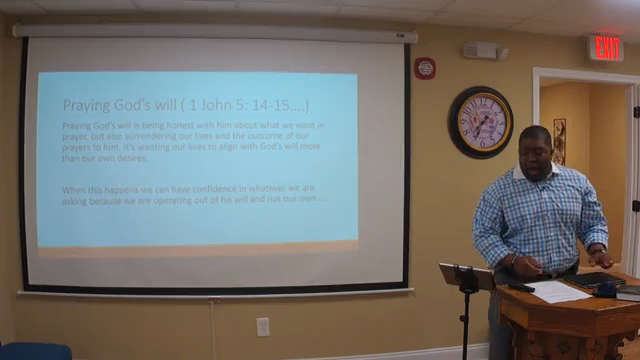 EXIT
Praying God's will ( 1 John 5: 14-15....)
Praying God's will is being honest with him about what we want in
prayer, but also surrendering our lives and the outcome of our
prayers to him. It's wanting our lives to align with God's will more
than our own desires.
When this happens we can have confidence in whatever we are
asking because we are operating out of his will and not our own....